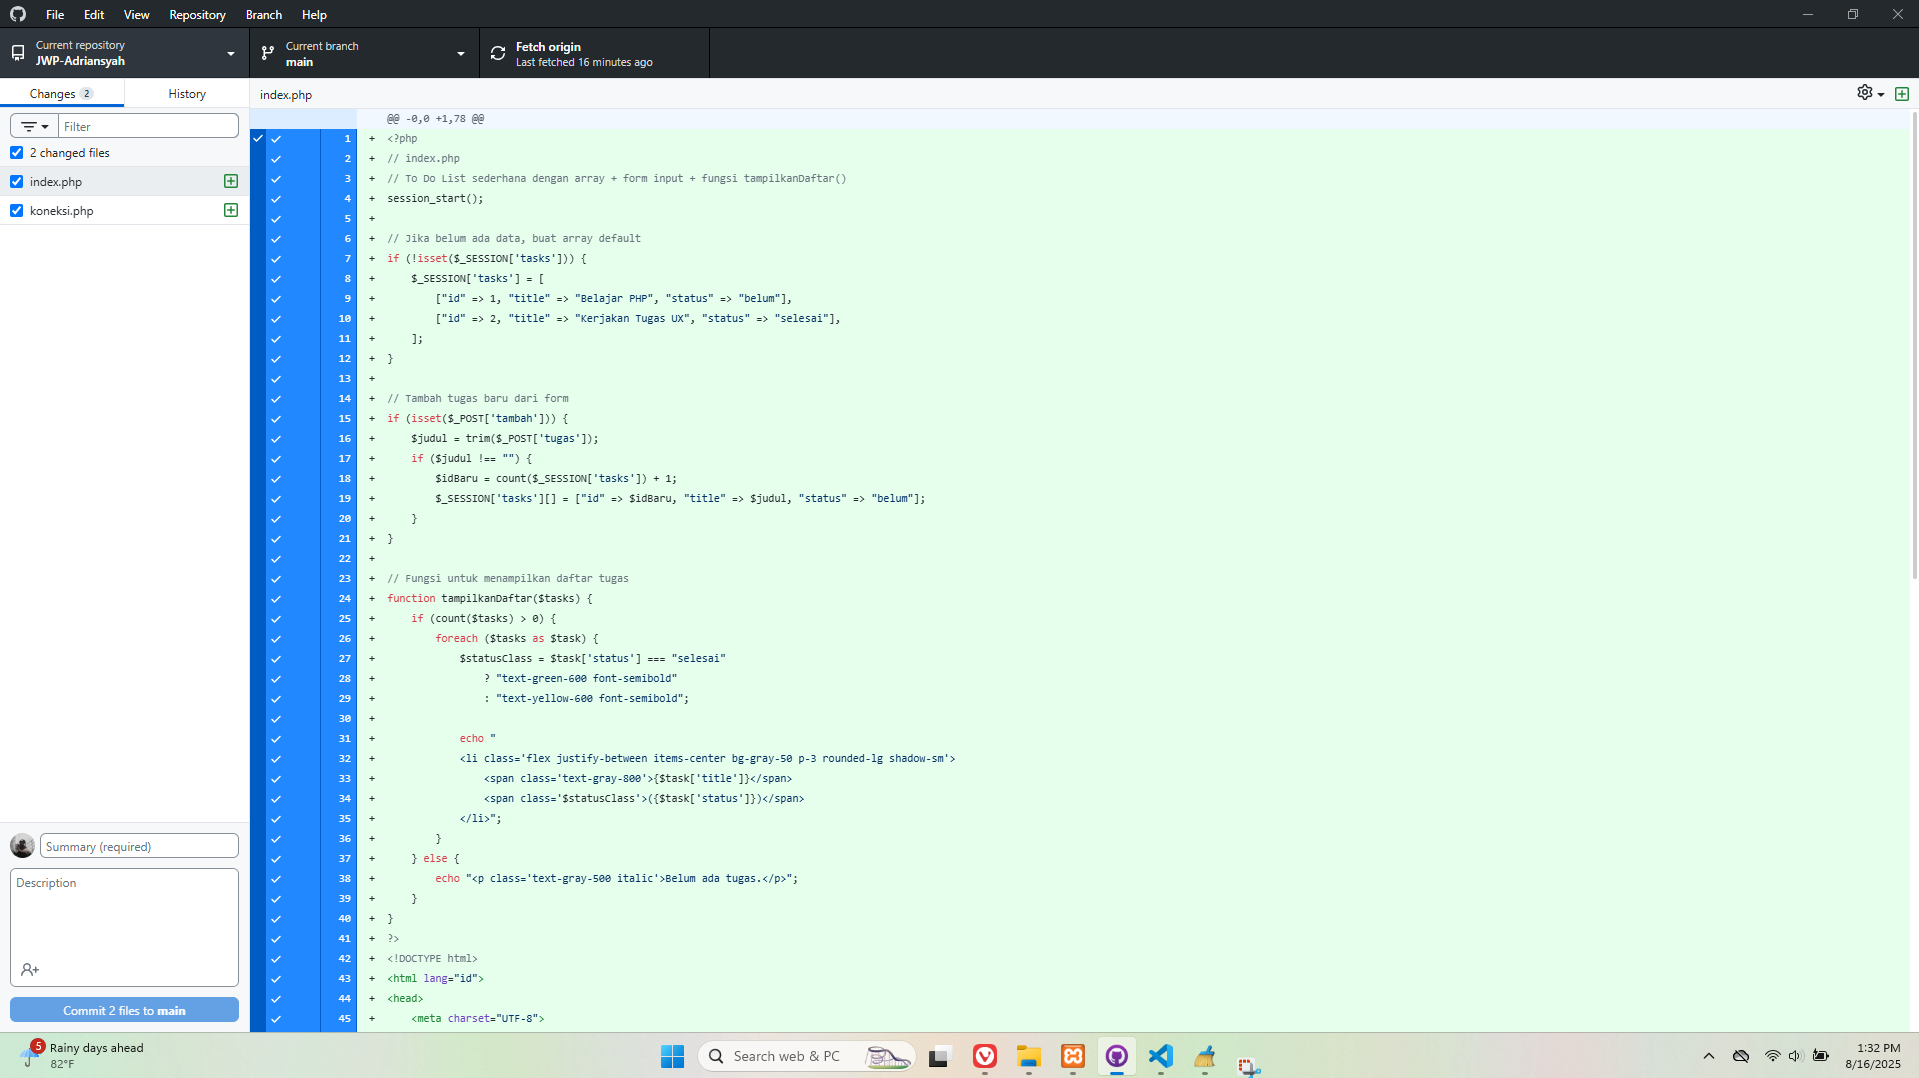 File Edit View Repository Branch Help
Current repository
JWP-Adriansyah
Current branch
main
Fetch origin
Last fetched 16 minutes ago
Changes 2
History
index.php
Filter
2 changed files
index.php
koneksi.php
@@ -0,0 +1,78 @@
1 + <?php
2 + // index.php
3 + // To Do List sederhana dengan array + form input + fungsi tampilkanDaftar()
4 + session_start();
5 +
6 + // Jika belum ada data, buat array default
7 + if (!isset($_SESSION['tasks'])) {
8 + $_SESSION['tasks'] = [
9 + ["id" => 1, "title" => "Belajar PHP", "status" => "belum"],
10 + ["id" => 2, "title" => "Kerjakan Tugas UX", "status" => "selesai"],
11 + ];
12 + }
13 +
14 + // Tambah tugas baru dari form
15 + if (isset($_POST['tambah'])) {
16 + $judul = trim($_POST['tugas']);
17 + if ($judul !== "") {
18 + $idBaru = count($_SESSION['tasks']) + 1;
19 + $_SESSION['tasks'][] = ["id" => $idBaru, "title" => $judul, "status" => "belum"];
20 + }
21 + }
22 +
23 + // Fungsi untuk menampilkan daftar tugas
24 + function tampilkanDaftar($tasks) {
25 + if (count($tasks) > 0) {
26 + foreach ($tasks as $task) {
27 + $statusClass = $task['status'] === "selesai"
28 + ? "text-green-600 font-semibold"
29 + : "text-yellow-600 font-semibold";
30 +
31 + echo "
32 + <li class='flex justify-between items-center bg-gray-50 p-3 rounded-lg shadow-sm'>
33 + <span class='text-gray-800'>{$task['title']}</span>
34 + <span class='$statusClass'>({$task['status']})</span>
35 + </li>";
36 + }
37 + } else {
38 + echo "<p class='text-gray-500 italic'>Belum ada tugas.</p>";
39 + }
40 + }
41 + ?>
42 + <!DOCTYPE html>
43 + <html lang="id">
44 + <head>
45 + <meta charset="UTF-8">
Summary (required)
Description
Commit 2 files to main
5
Rainy days ahead
82°F
Search web & PC
1:32 PM
8/16/2025